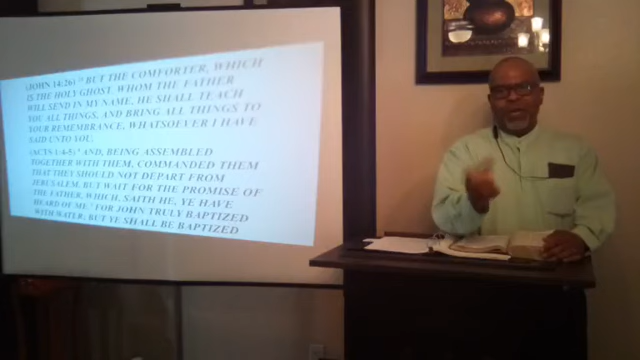 (JOHN 14:26) 26 BUT THE COMFORTER, WHICH
IS THE HOLY GHOST, WHOM THE FATHER
WILL SEND IN MY NAME, HE SHALL TEACH
YOU ALL THINGS, AND BRING ALL THINGS TO
YOUR REMEMBRANCE, WHATSOEVER I HAVE
SAID UNTO YOU.
(ACTS 1:4-5) 4 AND, BEING ASSEMBLED
TOGETHER WITH THEM, COMMANDED THEM
THAT THEY SHOULD NOT DEPART FROM
JERUSALEM, BUT WAIT FOR THE PROMISE OF
THE FATHER, WHICH, SAITH HE, YE HAVE
HEARD OF ME. 5 FOR JOHN TRULY BAPTIZED
WITH WATER; BUT YE SHALL BE BAPTIZED